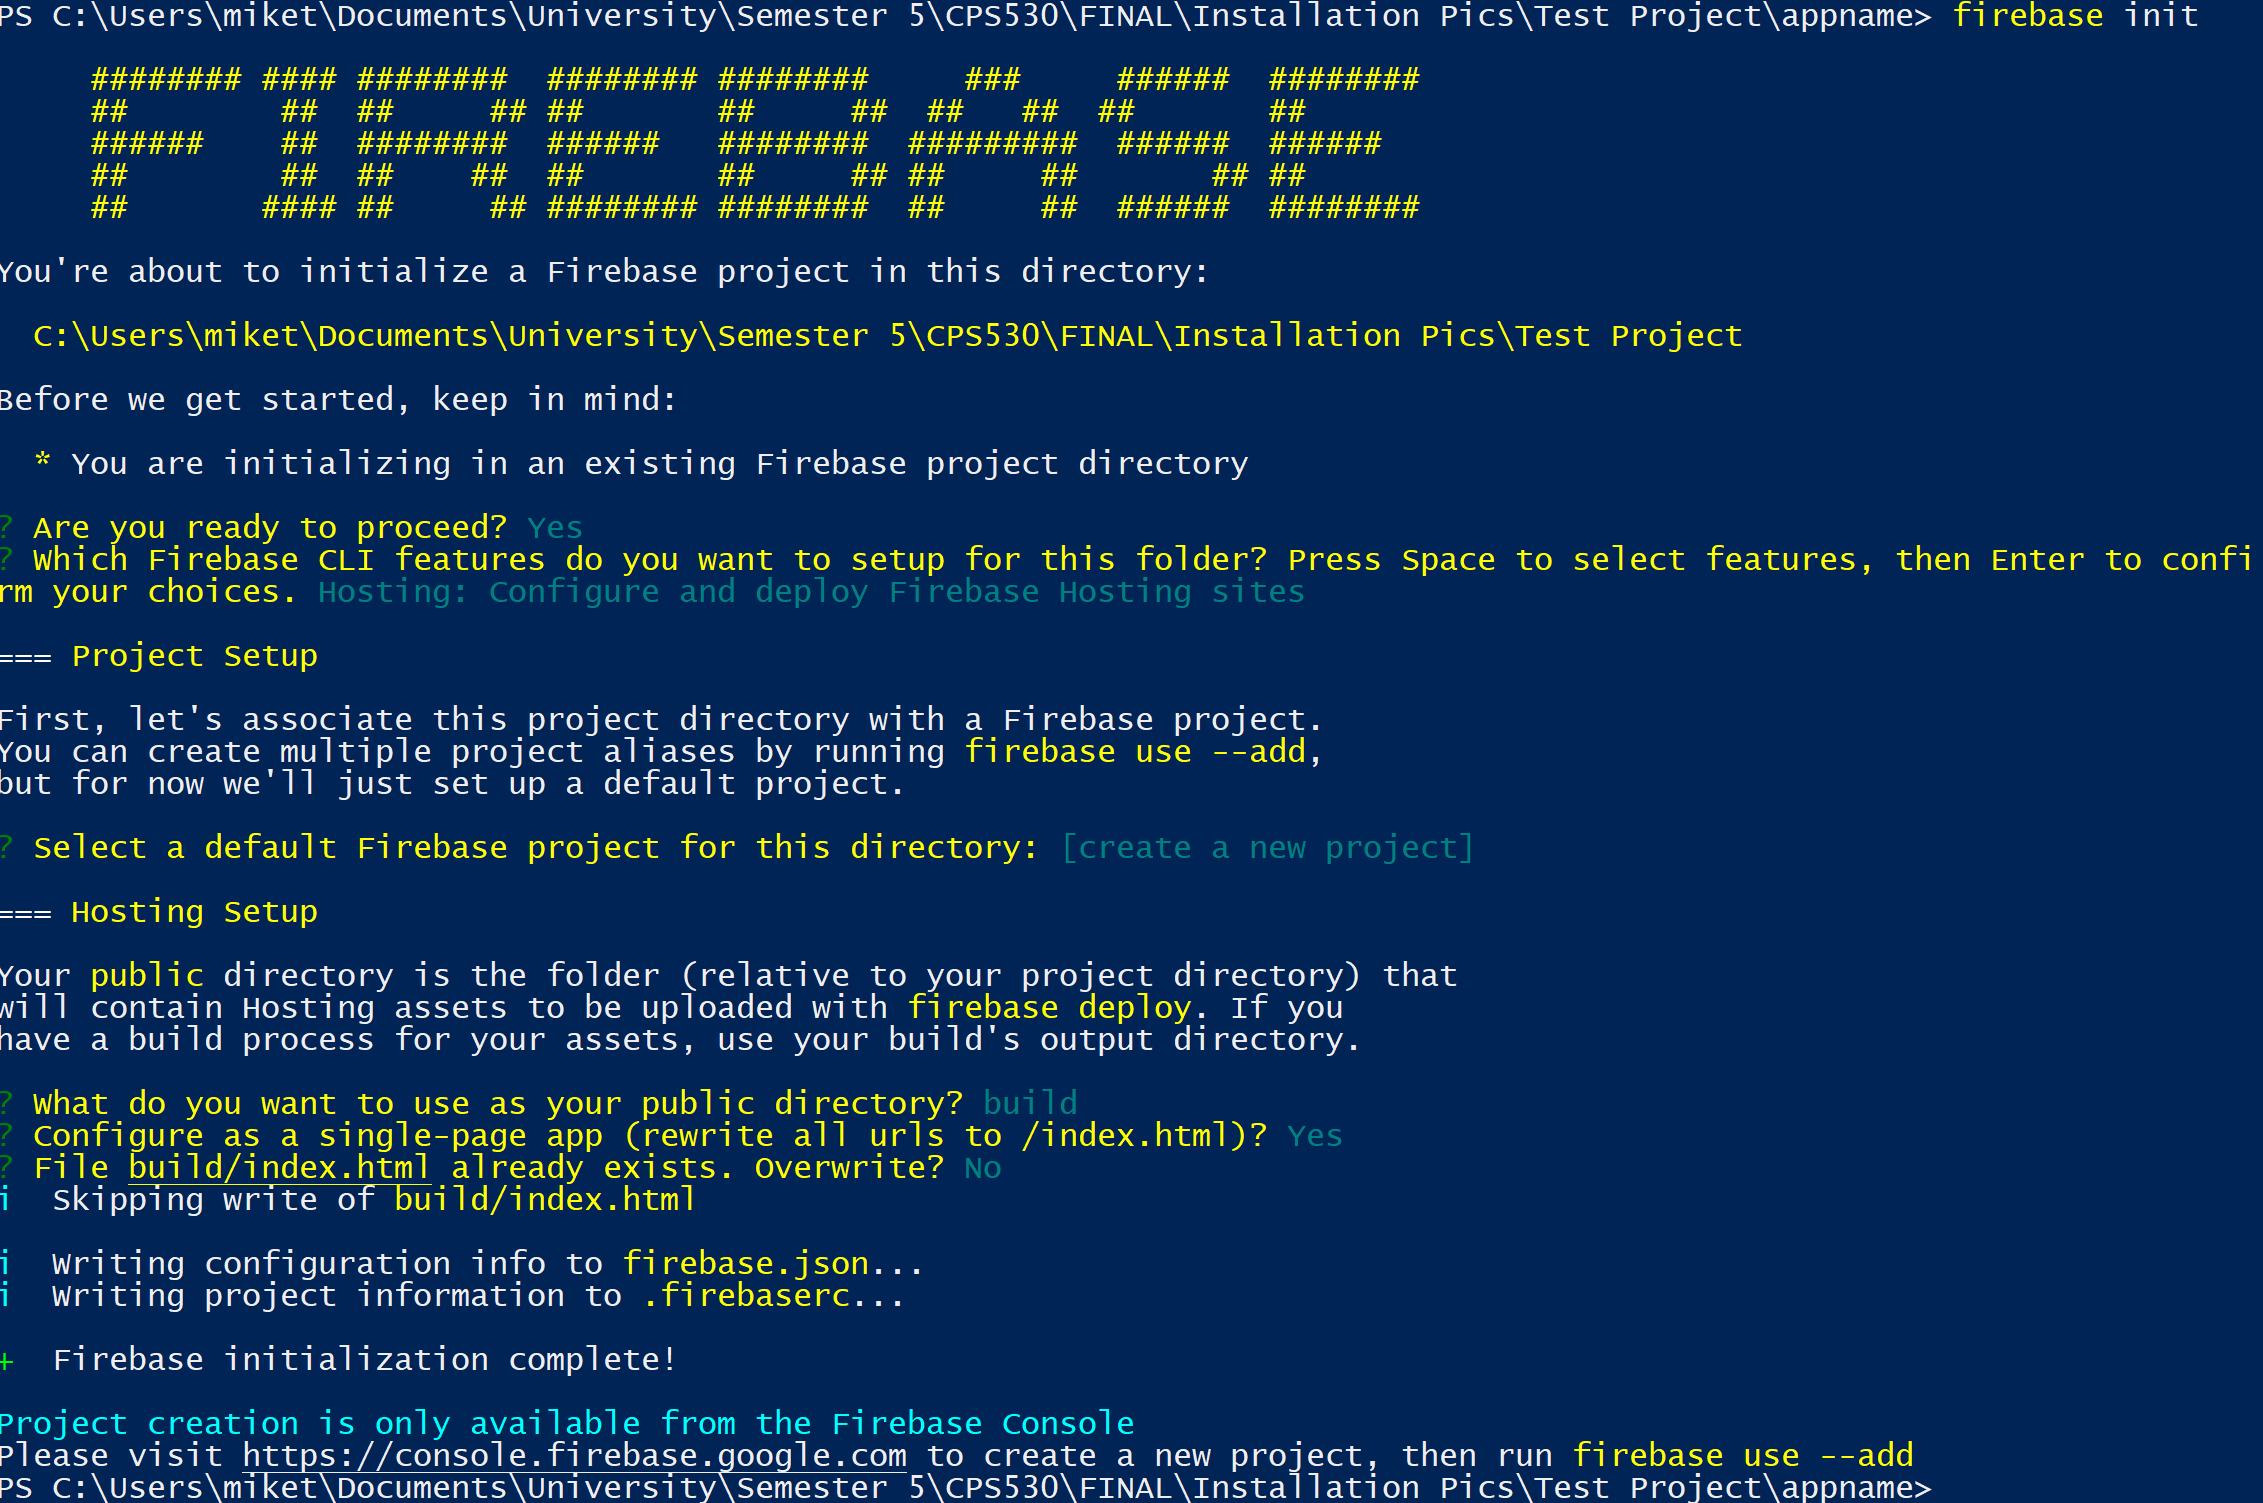 PS C:\Users\miket\Documents\University\Semester 5\CPS530\FINAL\Installation Pics\Test Project\appname> firebase init
     ######## #### ########  ######## ########     ###     ######  ########
     ##        ##  ##     ## ##       ##     ##  ##   ##  ##       ##
     ######    ##  ########  ######   ########  #########  ######  ######
     ##        ##  ##    ##  ##       ##     ## ##     ##       ## ##
     ##       #### ##     ## ######## ########  ##     ##  ######  ########
You're about to initialize a Firebase project in this directory:
  C:\Users\miket\Documents\University\Semester 5\CPS530\FINAL\Installation Pics\Test Project
Before we get started, keep in mind:
  * You are initializing in an existing Firebase project directory
? Are you ready to proceed? Yes
? Which Firebase CLI features do you want to setup for this folder? Press Space to select features, then Enter to confi
rm your choices. Hosting: Configure and deploy Firebase Hosting sites
=== Project Setup
First, let's associate this project directory with a Firebase project.
You can create multiple project aliases by running firebase use --add,
but for now we'll just set up a default project.
? Select a default Firebase project for this directory: [create a new project]
=== Hosting Setup
Your public directory is the folder (relative to your project directory) that
will contain Hosting assets to be uploaded with firebase deploy. If you
have a build process for your assets, use your build's output directory.
? What do you want to use as your public directory? build
? Configure as a single-page app (rewrite all urls to /index.html)? Yes
? File build/index.html already exists. Overwrite? No
i  Skipping write of build/index.html
i  Writing configuration info to firebase.json...
i  Writing project information to .firebaserc...
+  Firebase initialization complete!
Project creation is only available from the Firebase Console
Please visit https://console.firebase.google.com to create a new project, then run firebase use --add
PS C:\Users\miket\Documents\University\Semester 5\CPS530\FINAL\Installation Pics\Test Project\appname>